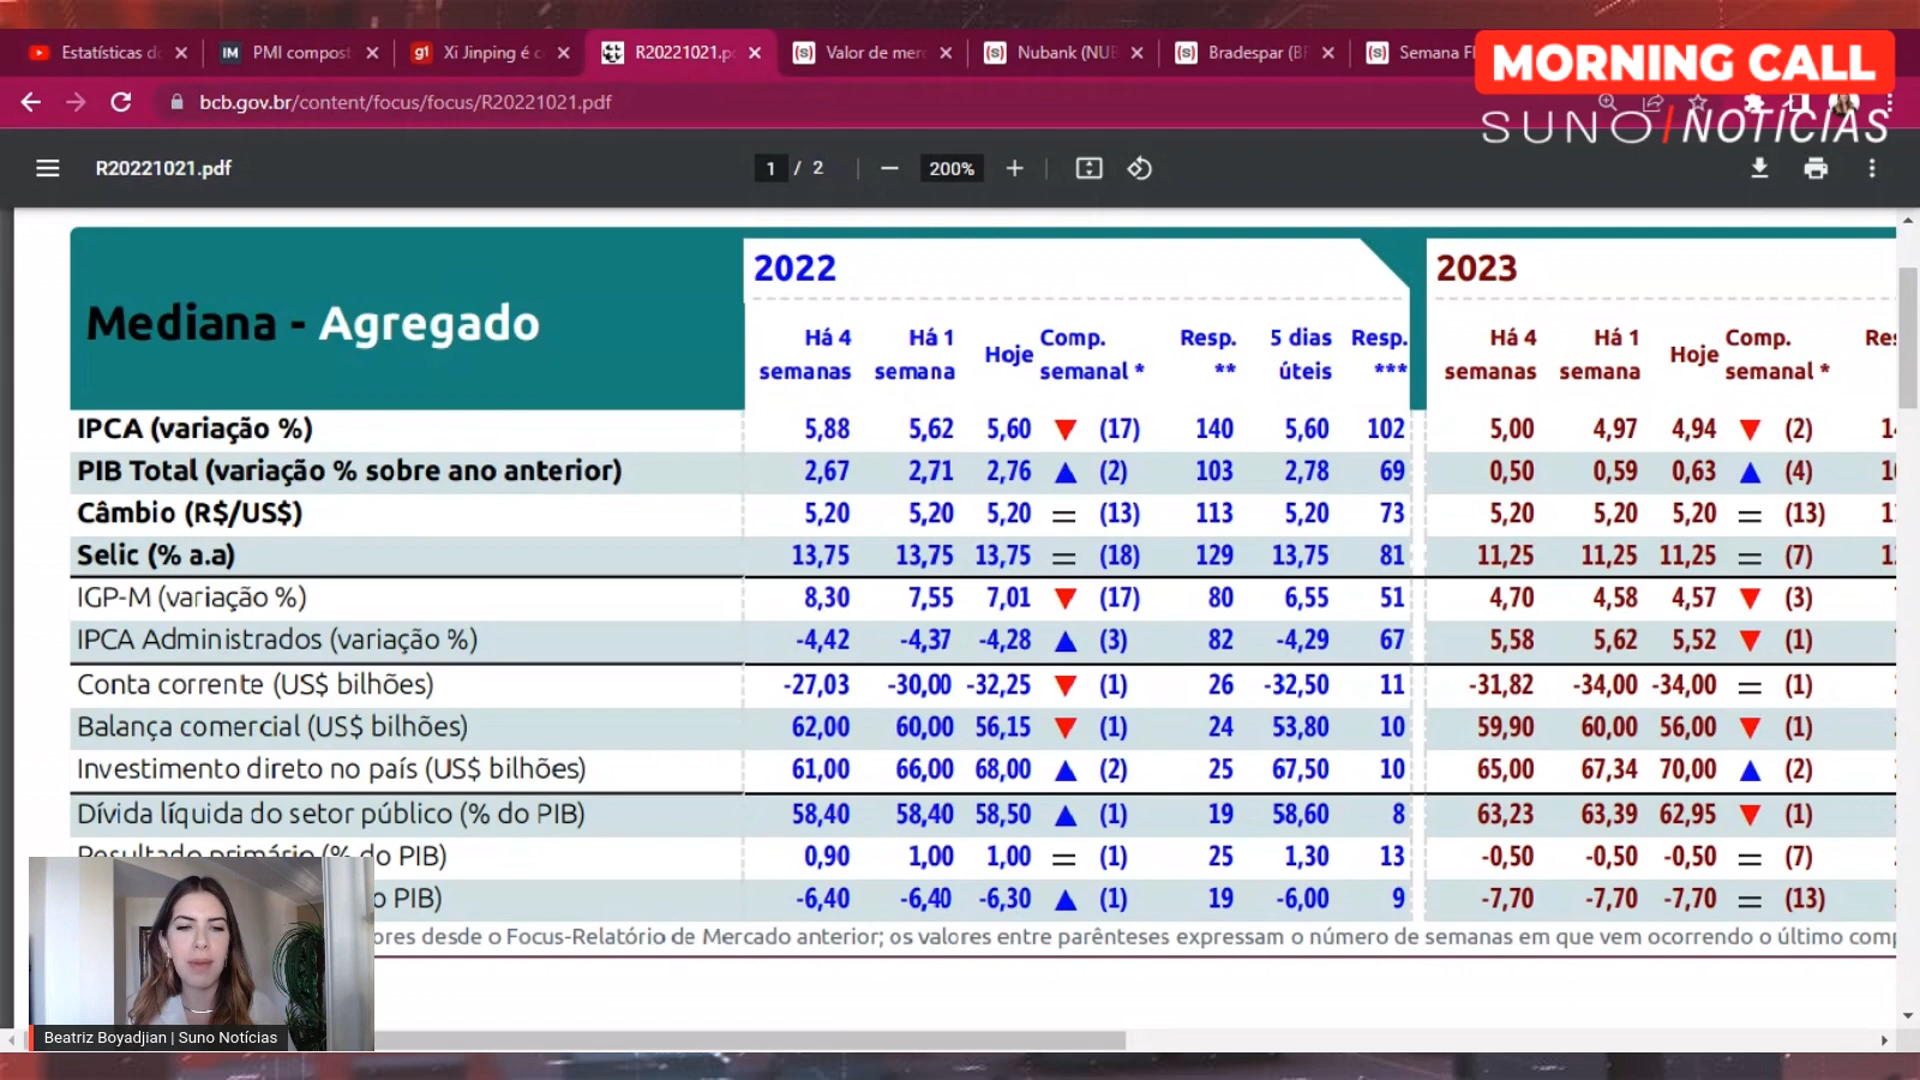 Estatísticas d
PMI compost
Xi Jinping é c
R20221021.p
Valor de mer
Nubank (NUB
Bradespar (B
Semana F
MORNING CALL
SUNO/NOTÍCIAS
bcb.gov.br/content/focus/focus/R20221021.pdf
R20221021.pdf
1 / 2
200%
Mediana - Agregado
2022
2023
Há 4 semanas Há 1 semana Hoje Comp. semanal * Resp. ** 5 dias úteis Resp. *** Há 4 semanas Há 1 semana Hoje Comp. semanal * Res
IPCA (variação %) 5,88 5,62 5,60 ▼ (17) 140 5,60 102 5,00 4,97 4,94 ▼ (2) 14
PIB Total (variação % sobre ano anterior) 2,67 2,71 2,76 ▲ (2) 103 2,78 69 0,50 0,59 0,63 ▲ (4) 10
Câmbio (R$/US$) 5,20 5,20 5,20 = (13) 113 5,20 73 5,20 5,20 5,20 = (13) 1
Selic (% a.a) 13,75 13,75 13,75 = (18) 129 13,75 81 11,25 11,25 11,25 = (7) 1
IGP-M (variação %) 8,30 7,55 7,01 ▼ (17) 80 6,55 51 4,70 4,58 4,57 ▼ (3)
IPCA Administrados (variação %) -4,42 -4,37 -4,28 ▲ (3) 82 -4,29 67 5,58 5,62 5,52 ▼ (1)
Conta corrente (US$ bilhões) -27,03 -30,00 -32,25 ▼ (1) 26 -32,50 11 -31,82 -34,00 -34,00 = (1)
Balança comercial (US$ bilhões) 62,00 60,00 56,15 ▼ (1) 24 53,80 10 59,90 60,00 56,00 ▼ (1)
Investimento direto no país (US$ bilhões) 61,00 66,00 68,00 ▲ (2) 25 67,50 10 65,00 67,34 70,00 ▲ (2)
Dívida líquida do setor público (% do PIB) 58,40 58,40 58,50 ▲ (1) 19 58,60 8 63,23 63,39 62,95 ▼ (1)
Resultado primário (% do PIB) 0,90 1,00 1,00 = (1) 25 1,30 13 -0,50 -0,50 -0,50 = (7)
o PIB) -6,40 -6,40 -6,30 ▲ (1) 19 -6,00 9 -7,70 -7,70 -7,70 = (13)
ores desde o Focus-Relatório de Mercado anterior; os valores entre parênteses expressam o número de semanas em que vem ocorrendo o último comp
Beatriz Boyadjian | Suno Notícias